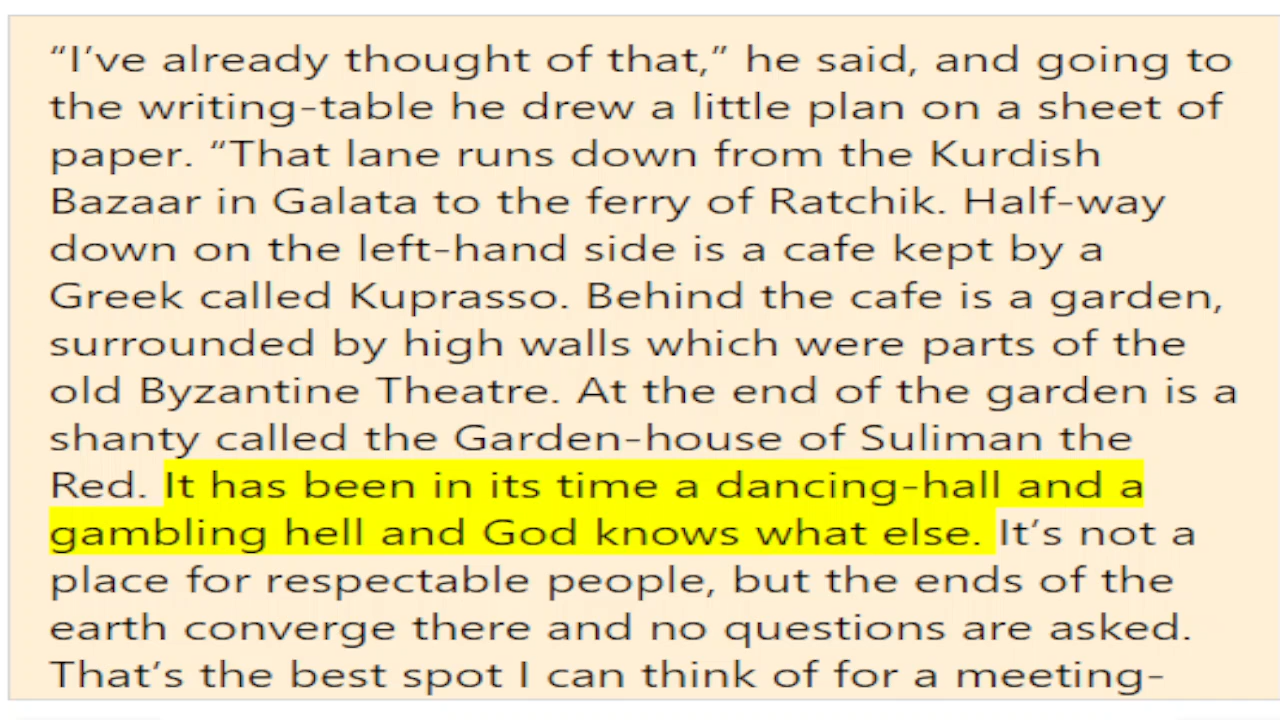 “I’ve already thought of that,” he said, and going to
the writing-table he drew a little plan on a sheet of
paper. “That lane runs down from the Kurdish
Bazaar in Galata to the ferry of Ratchik. Half-way
down on the left-hand side is a cafe kept by a
Greek called Kuprasso. Behind the cafe is a garden,
surrounded by high walls which were parts of the
old Byzantine Theatre. At the end of the garden is a
shanty called the Garden-house of Suliman the
Red. It has been in its time a dancing-hall and a
gambling hell and God knows what else. It’s not a
place for respectable people, but the ends of the
earth converge there and no questions are asked.
That’s the best spot I can think of for a meeting-